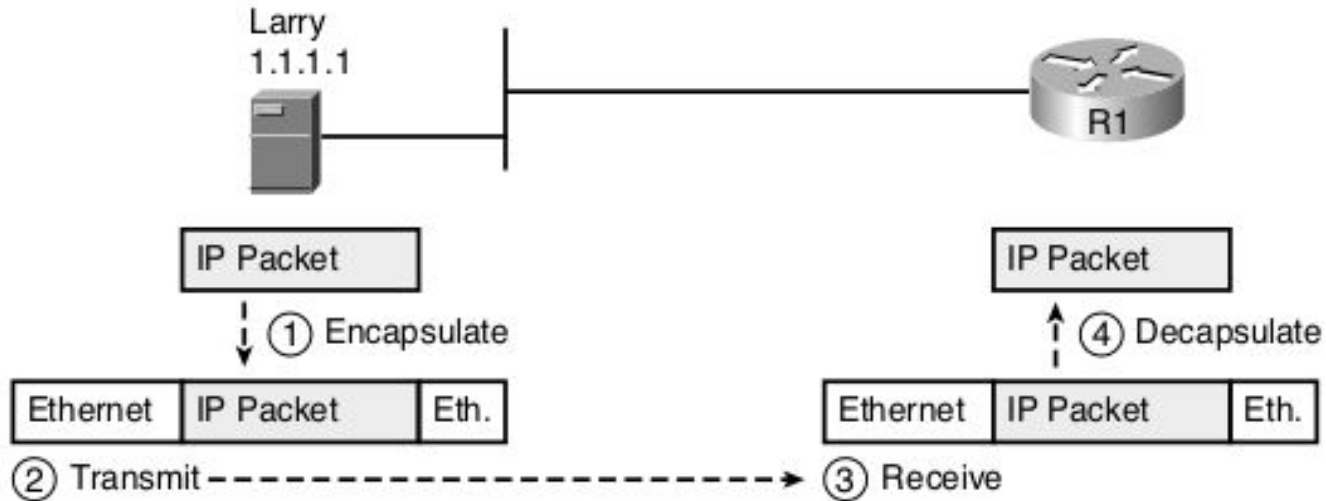 Larry
1.1.1.1
R1
IP Packet
IP Packet
1 Encapsulate
4 Decapsulate
Ethernet IP Packet Eth.
Ethernet IP Packet Eth.
2 Transmit
3 Receive